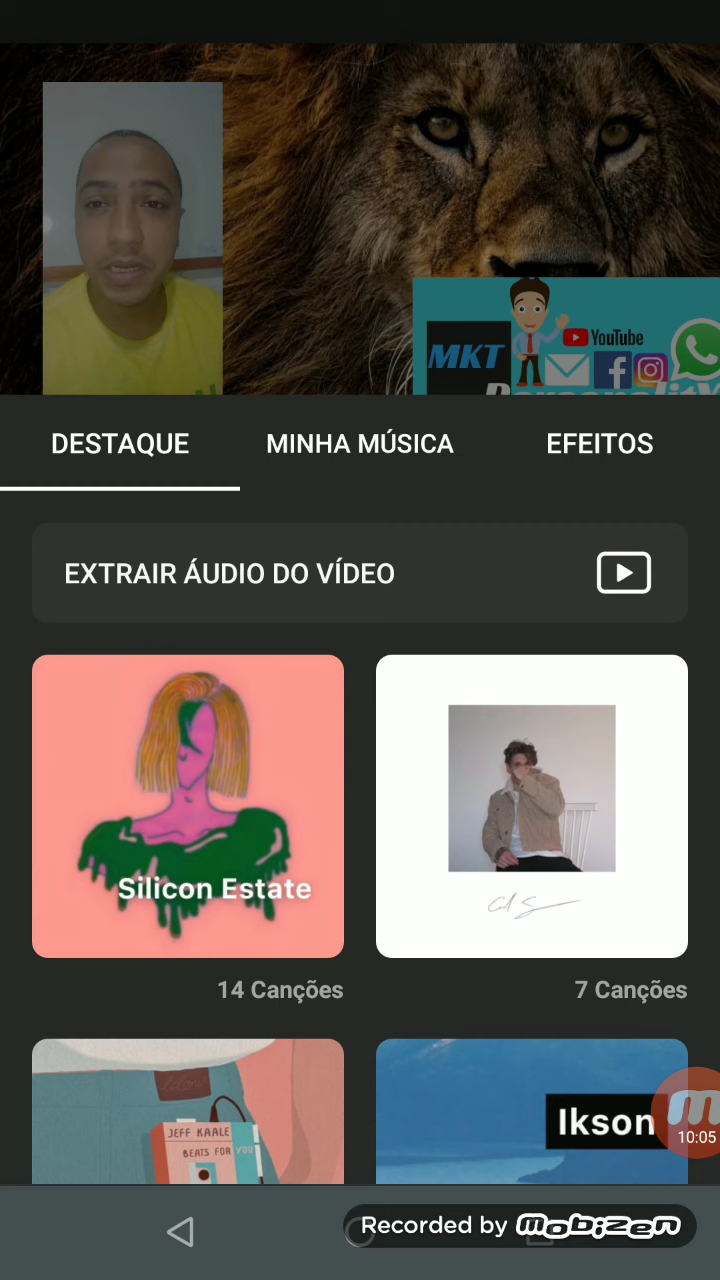 MKT
YouTube
DESTAQUE
MINHA MÚSICA
EFEITOS
EXTRAIR ÁUDIO DO VÍDEO
Silicon Estate
14 Canções
7 Canções
JEFF KAALE
BEATS FOR YOU
Ikson
10:05
Recorded by mobizen